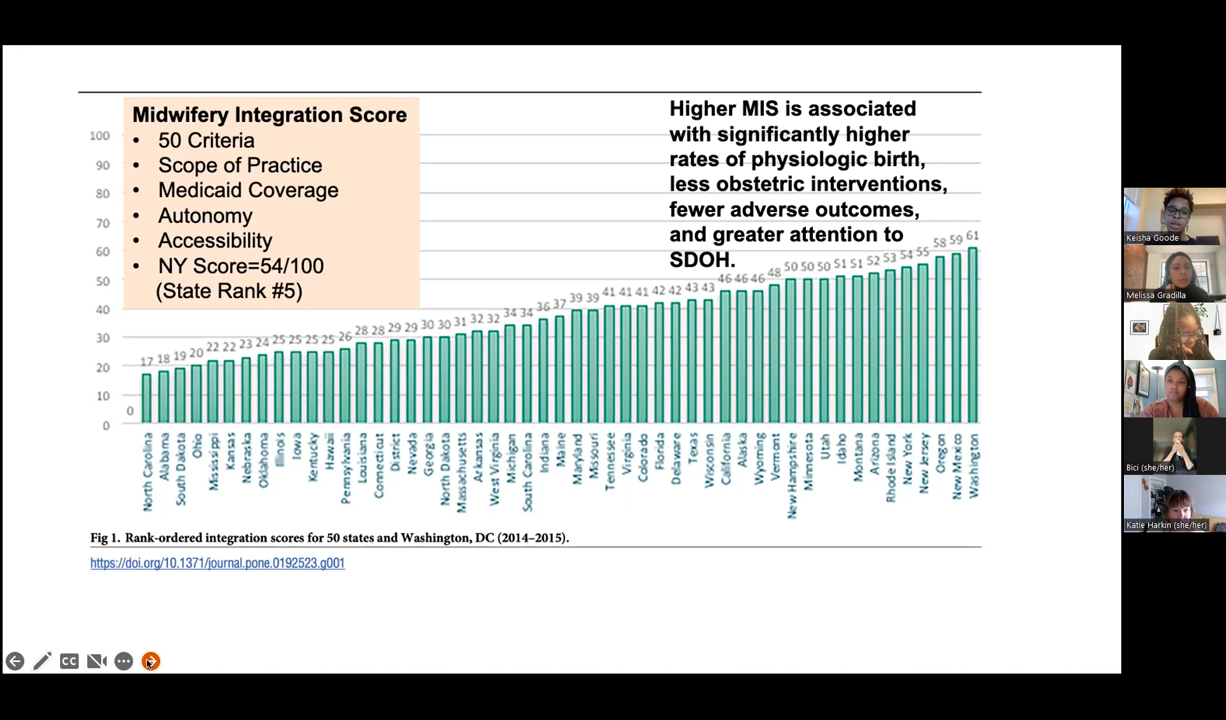 Midwifery Integration Score
• 50 Criteria
• Scope of Practice
• Medicaid Coverage
• Autonomy
• Accessibility
• NY Score=54/100
(State Rank #5)
Higher MIS is associated
with significantly higher
rates of physiologic birth,
less obstetric interventions,
fewer adverse outcomes,
and greater attention to
SDOH.
100
90
80
70
60
50
40
30
20
10
0
0 17 18 19 20 22 22 23 24 25 25 25 25 26 28 28 29 29 30 30 31 32 32 34 34 36 37 39 39 41 41 41 42 42 43 43 46 46 46 48 50 50 50 51 51 52 53 54 55 58 59 61
North Carolina
Alabama
South Dakota
Ohio
Mississippi
Kansas
Nebraska
Oklahoma
Illinois
Iowa
Kentucky
Hawaii
Pennsylvania
Louisiana
Connecticut
District
Nevada
Georgia
North Dakota
Massachusetts
Arkansas
West Virginia
Michigan
South Carolina
Indiana
Maine
Maryland
Missouri
Tennessee
Virginia
Colorado
Florida
Delaware
Texas
Wisconsin
California
Alaska
Wyoming
Vermont
New Hampshire
Minnesota
Utah
Idaho
Montana
Arizona
Rhode Island
New York
New Jersey
Oregon
New Mexico
Washington
Fig 1. Rank-ordered integration scores for 50 states and Washington, DC (2014–2015).
https://doi.org/10.1371/journal.pone.0192523.g001
CC
Keisha Goode
Melissa Gradilla
Bici (she/her)
Katie Harkin (she/her)